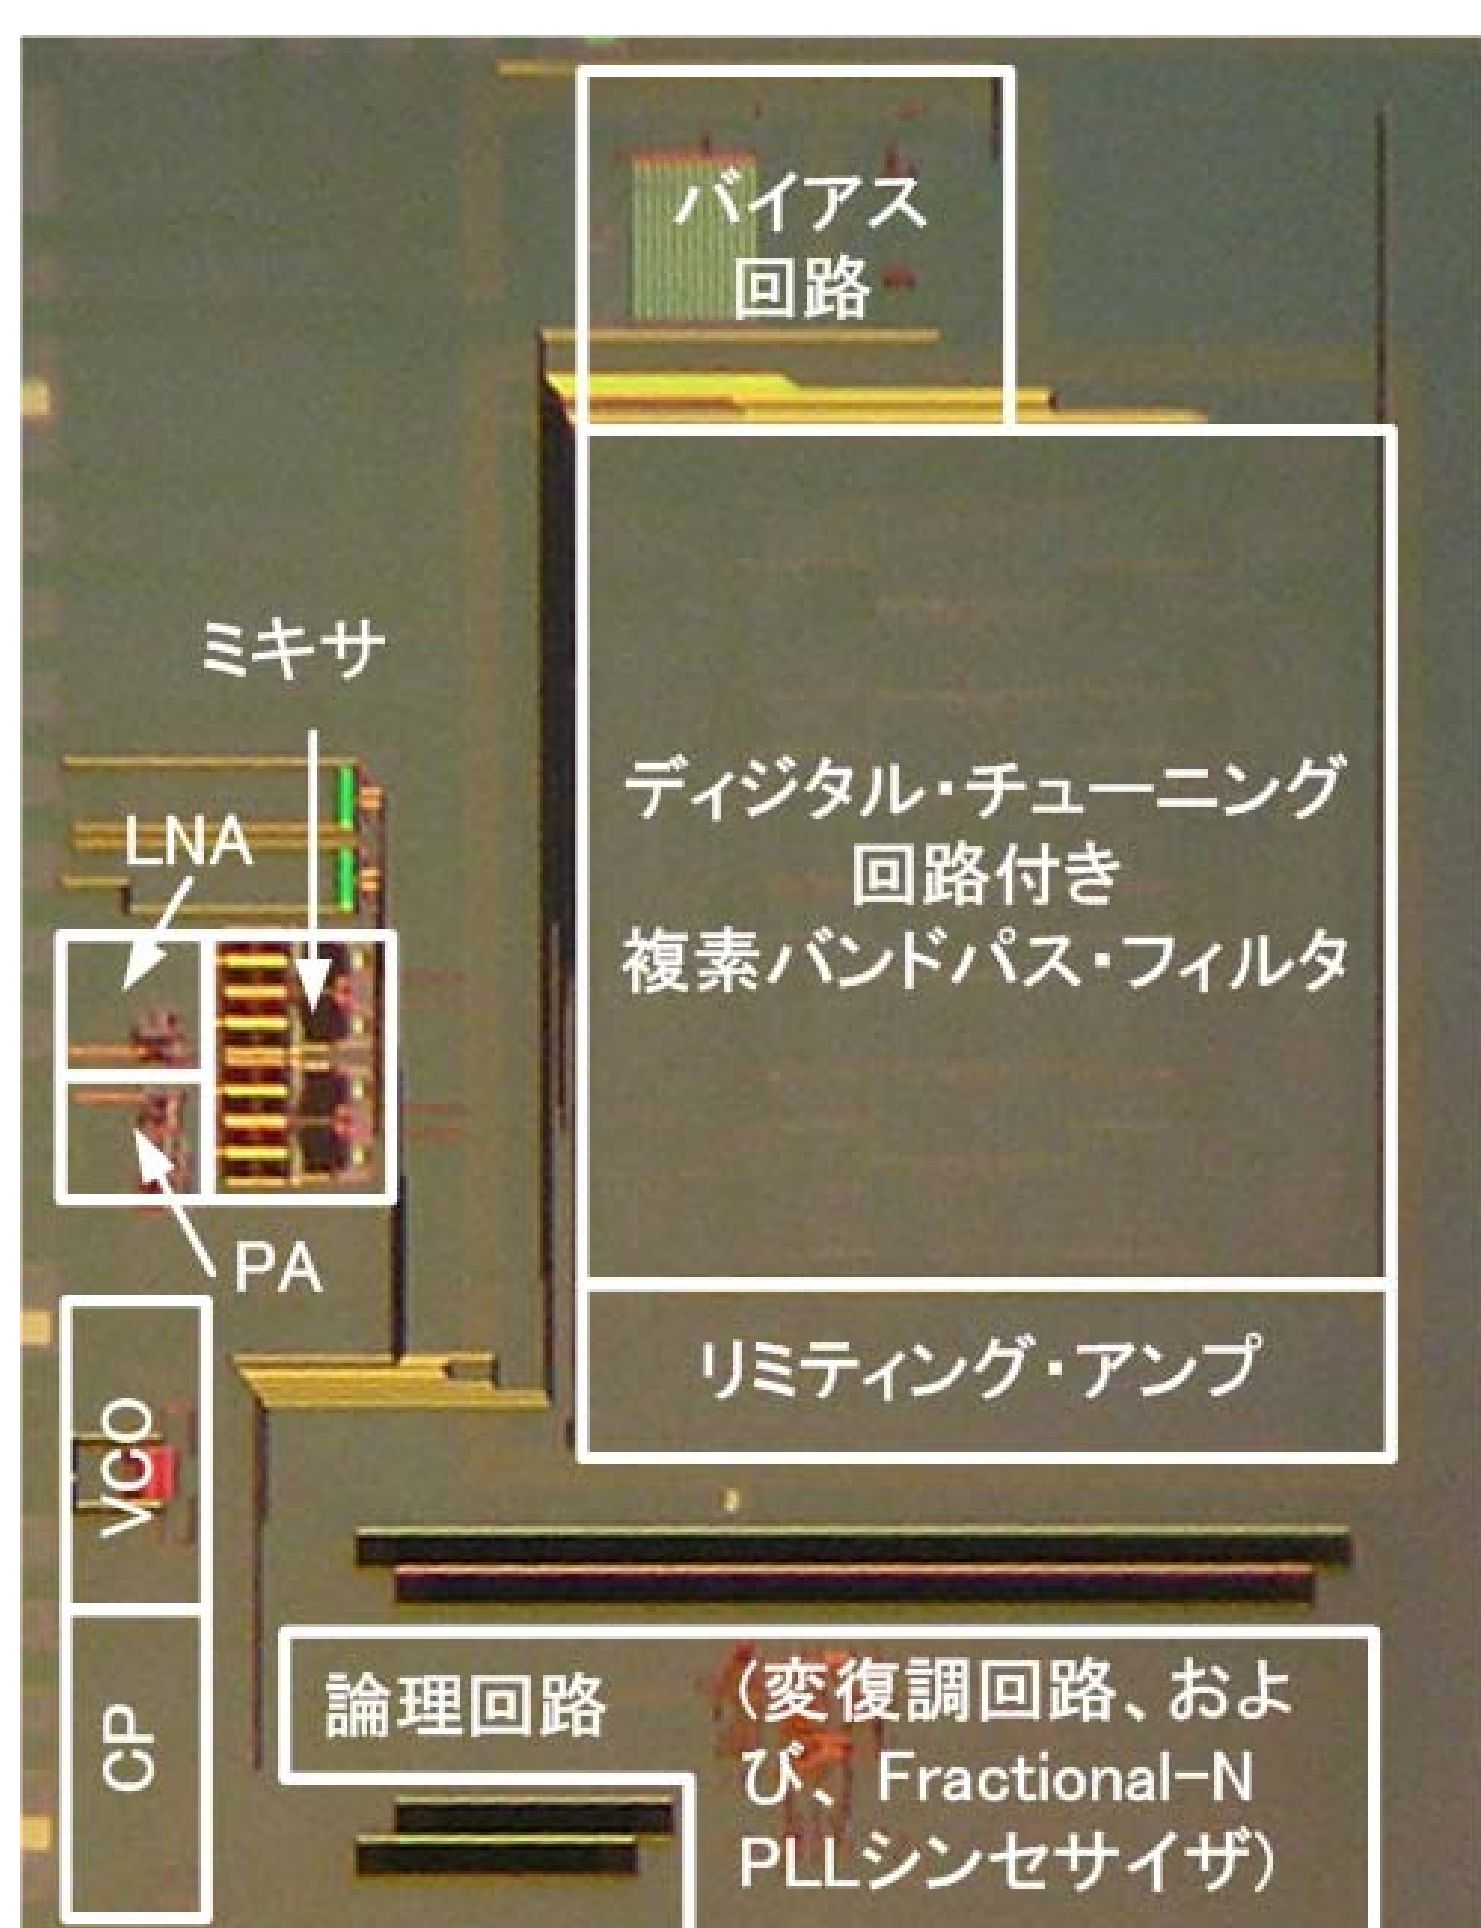 バイアス
回路
ミキサ
LNA
ディジタル・チューニング
回路付き
複素バンドパス・フィルタ
PA
リミティング・アンプ
VCO
CP
論理回路
(変復調回路、およ
び、Fractional-N
PLLシンセサイザ)